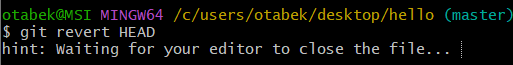 otabek@MSI MINGW64 /c/users/otabek/desktop/hello (master)
$ git revert HEAD
hint: Waiting for your editor to close the file...